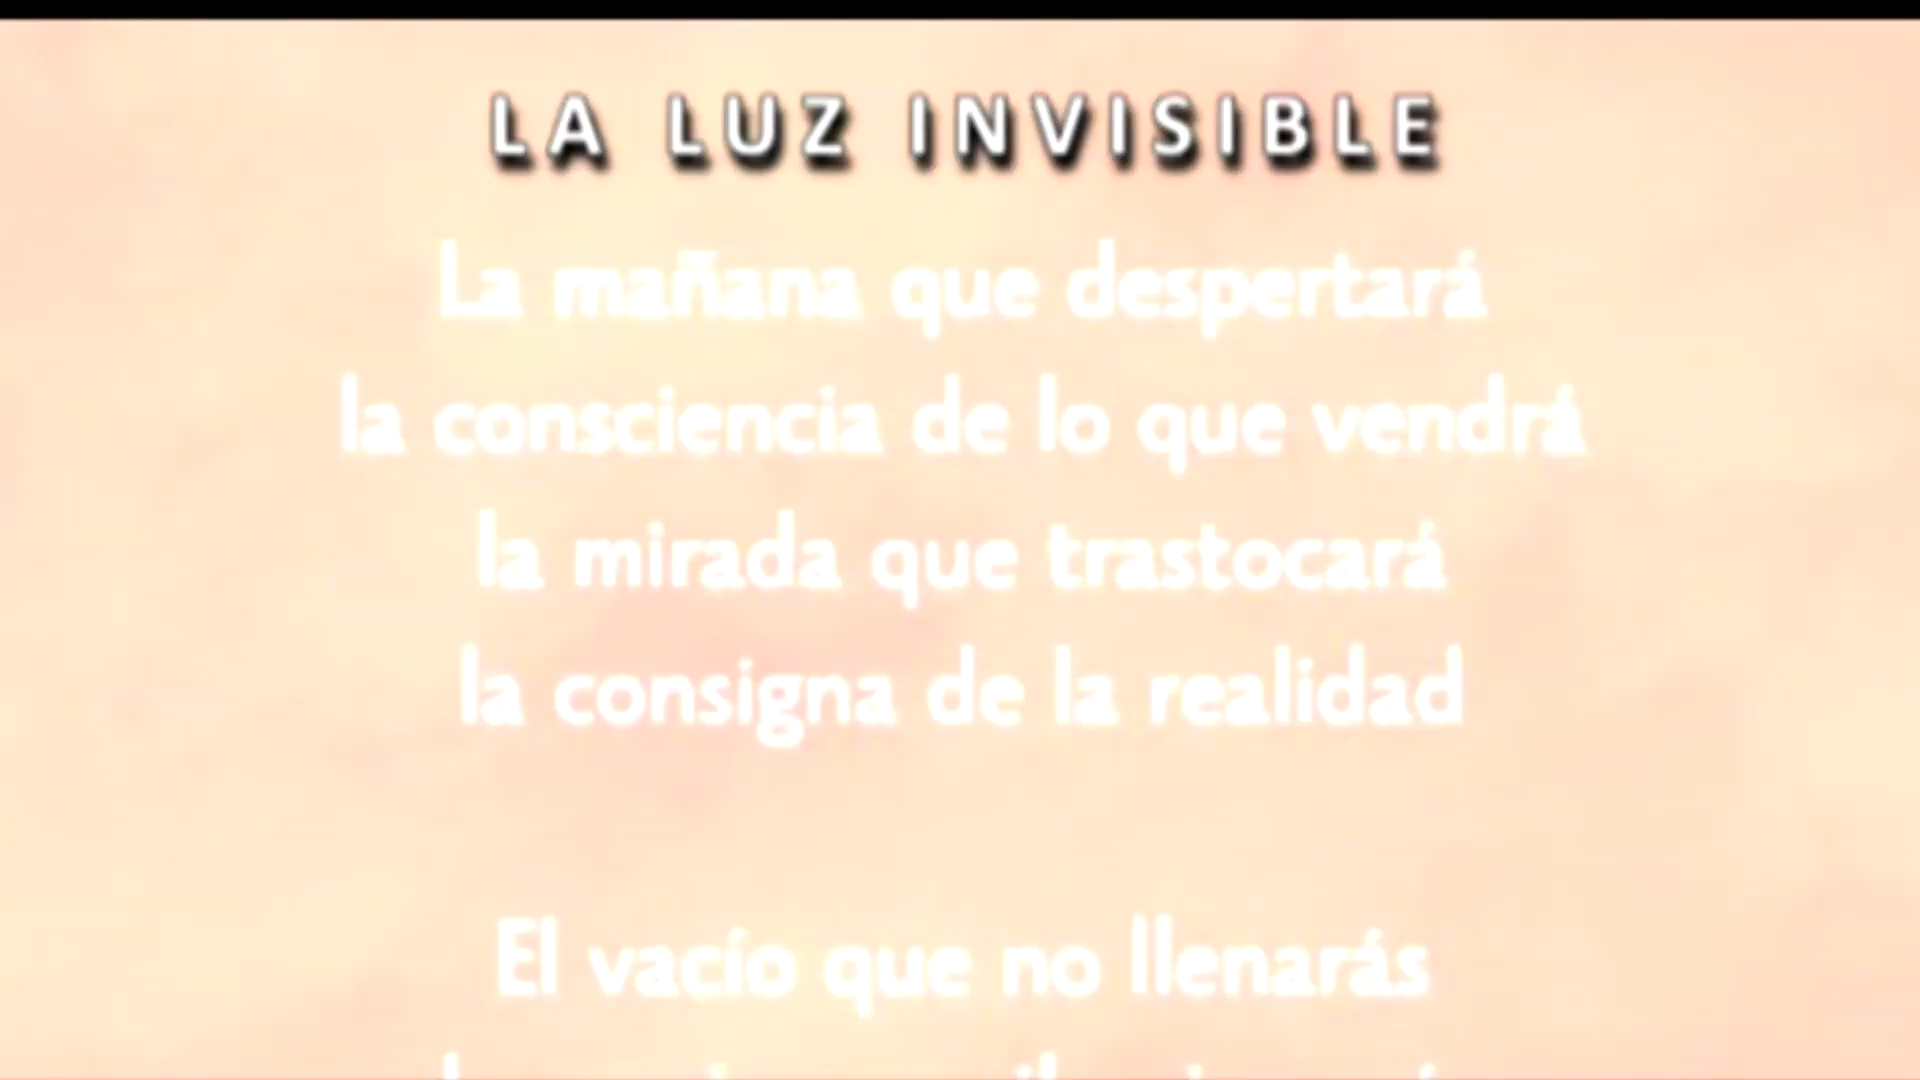 LA LUZ INVISIBLE
La mañana que despertará
la consciencia de lo que vendrá
la mirada que trastocará
la consigna de la realidad
El vacío que no llenarás